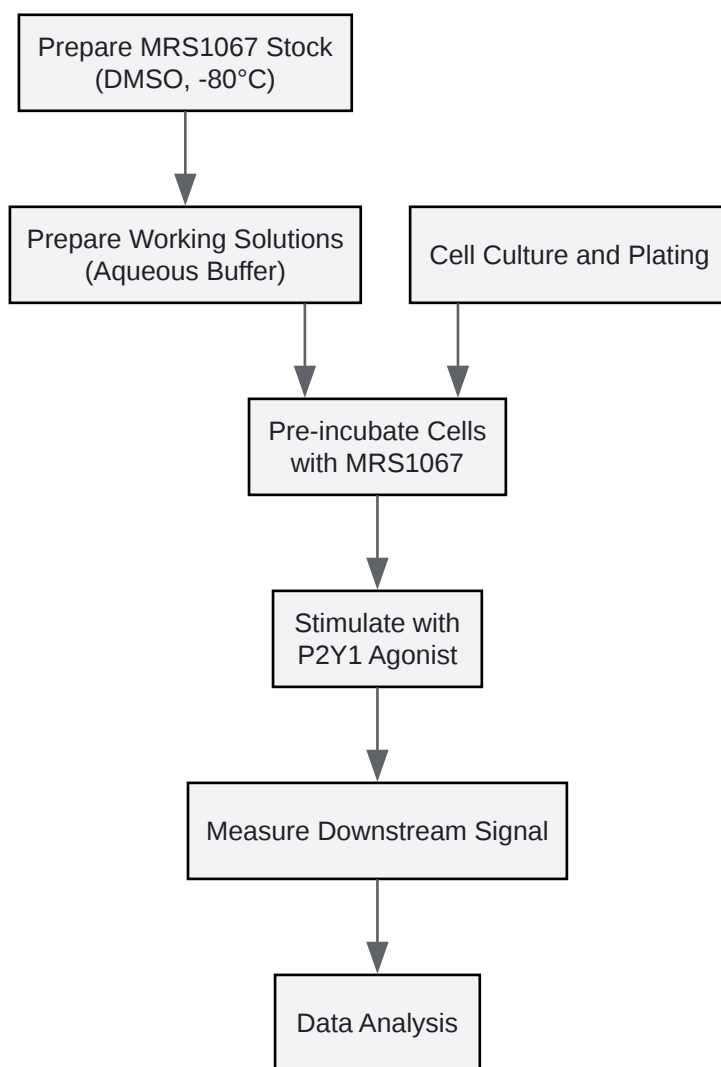 Prepare MRS1067 Stock
(DMSO, -80°C)
Prepare Working Solutions
(Aqueous Buffer)
Cell Culture and Plating
Pre-incubate Cells
with MRS1067
Stimulate with
P2Y1 Agonist
Measure Downstream Signal
Data Analysis